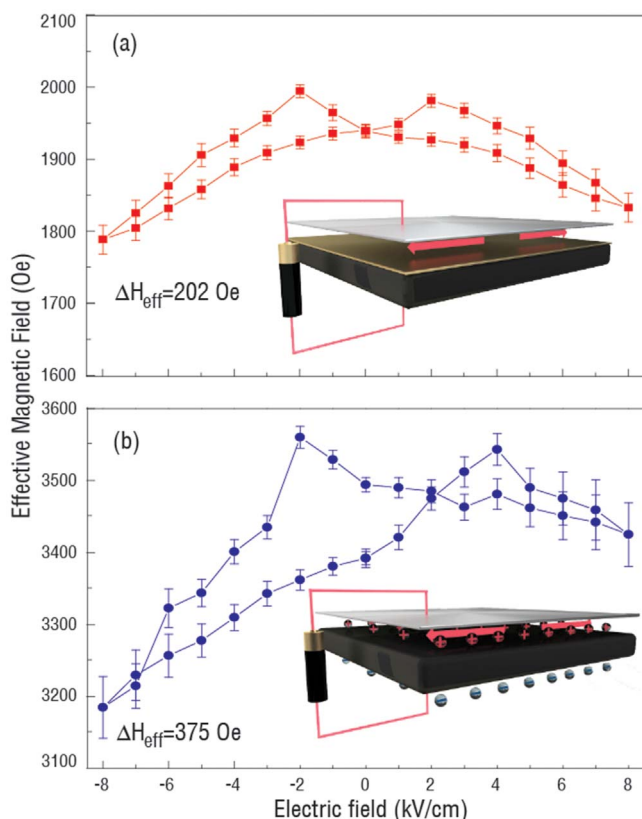 2100
(a)
2000
1900
1800
1700
1600
ΔHeff=202 Oe
Effective Magnetic Field (Oe)
3600
(b)
3500
3400
3300
3200
3100
ΔHeff=375 Oe
-8 -6 -4 -2 0 2 4 6 8
Electric field (kV/cm)